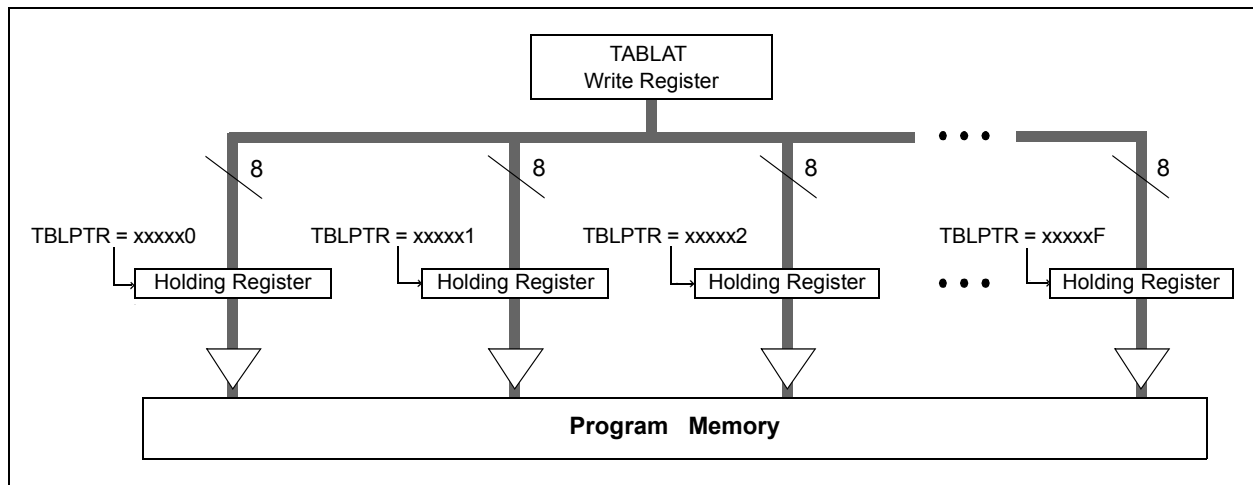 TABLAT
Write Register
• • •
8
8
8
8
TBLPTR = xxxxx0
TBLPTR = xxxxx1
TBLPTR = xxxxx2
TBLPTR = xxxxxF
Holding Register
Holding Register
Holding Register
• • •
Holding Register
Program Memory